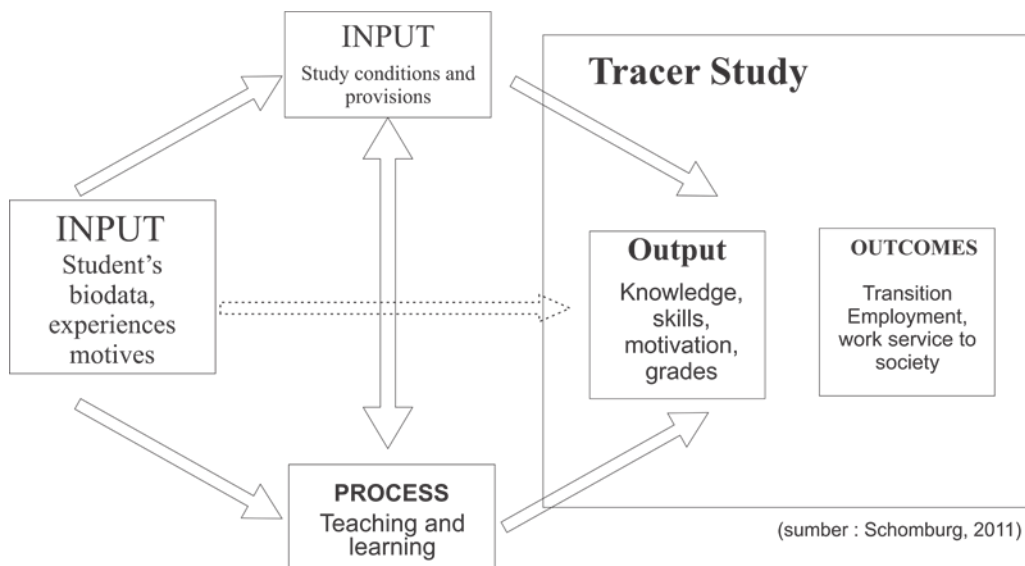 INPUT
Study conditions and
provisions
Tracer Study
INPUT
Student's
biodata,
experiences
motives
Output
Knowledge,
skills,
motivation,
grades
OUTCOMES
Transition
Employment,
work service to
society
PROCESS
Teaching and
learning
(sumber : Schomburg, 2011)